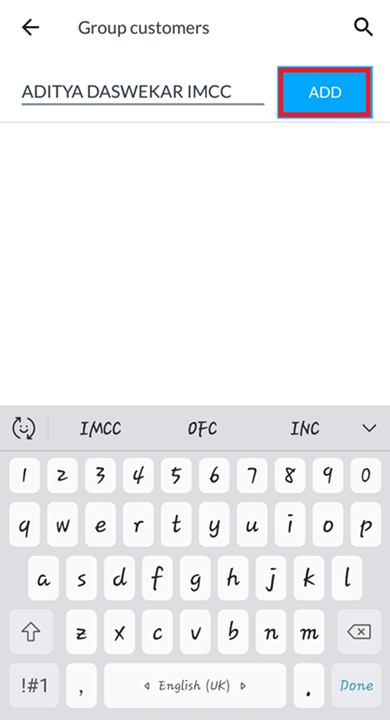 Group customers
ADITYA DASWEKAR IMCC ADD
IMCC OFC INC
1 2 3 4 5 6 7 8 9 0
q w e r t y u i o p
a s d f g h j k l
z x c v b n m
!#1 , English (UK) . Done